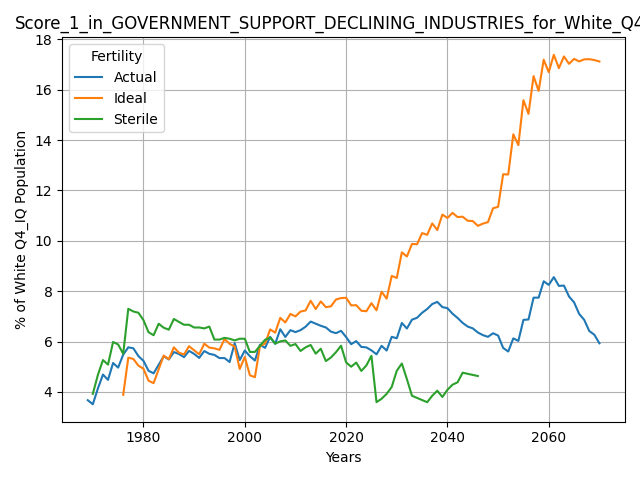 Score_1_in_GOVERNMENT_SUPPORT_DECLINING_INDUSTRIES_for_White_Q4
Fertility
Actual
Ideal
Sterile
% of White Q4_IQ Population
18
16
14
12
10
8
6
4
1980
2000
2020
2040
2060
Years